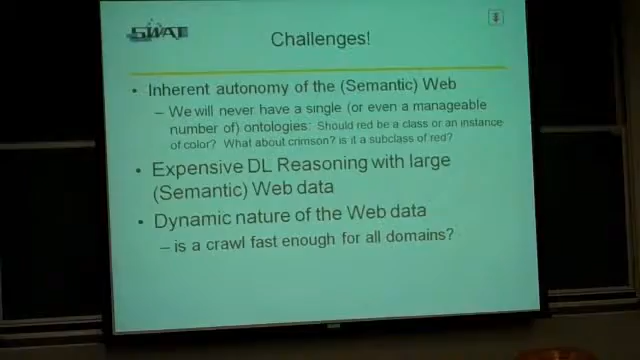 SWAT
Challenges!
• Inherent autonomy of the (Semantic) Web
– We will never have a single (or even a manageable
number of) ontologies: Should red be a class or an instance
of color? What about crimson? is it a subclass of red?
• Expensive DL Reasoning with large
(Semantic) Web data
• Dynamic nature of the Web data
– is a crawl fast enough for all domains?